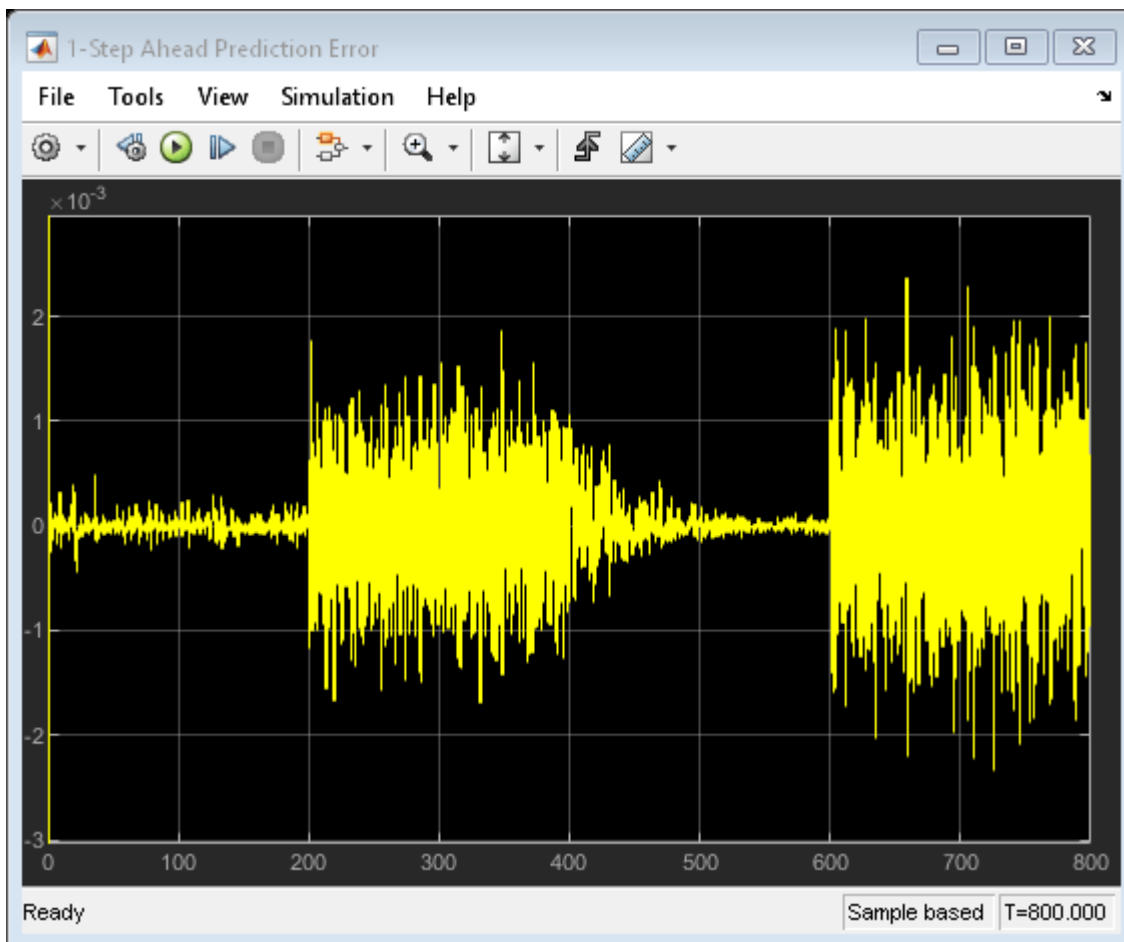 1-Step Ahead Prediction Error
File Tools View Simulation Help
×10⁻³
2
1
0
-1
-2
-3
0 100 200 300 400 500 600 700 800
Ready Sample based T=800.000